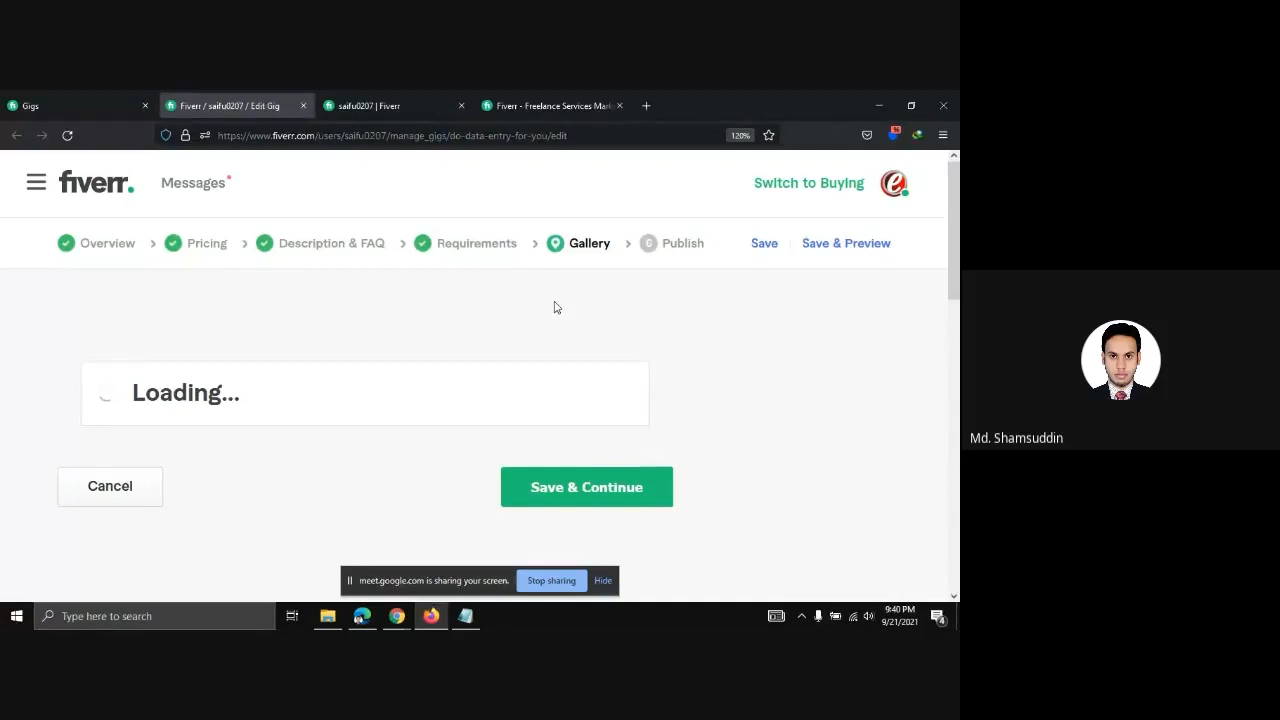 Gigs
Fiverr / saifu0207 / Edit Gig
saifu0207 | Fiverr
Fiverr - Freelance Services Mark
https://www.fiverr.com/users/saifu0207/manage_gigs/do-data-entry-for-you/edit
120%
fiverr.
Messages
Switch to Buying
Overview
Pricing
Description & FAQ
Requirements
Gallery
6 Publish
Save
Save & Preview
Loading...
Cancel
Save & Continue
meet.google.com is sharing your screen.
Stop sharing
Hide
Md. Shamsuddin
Type here to search
9:40 PM
9/21/2021
4